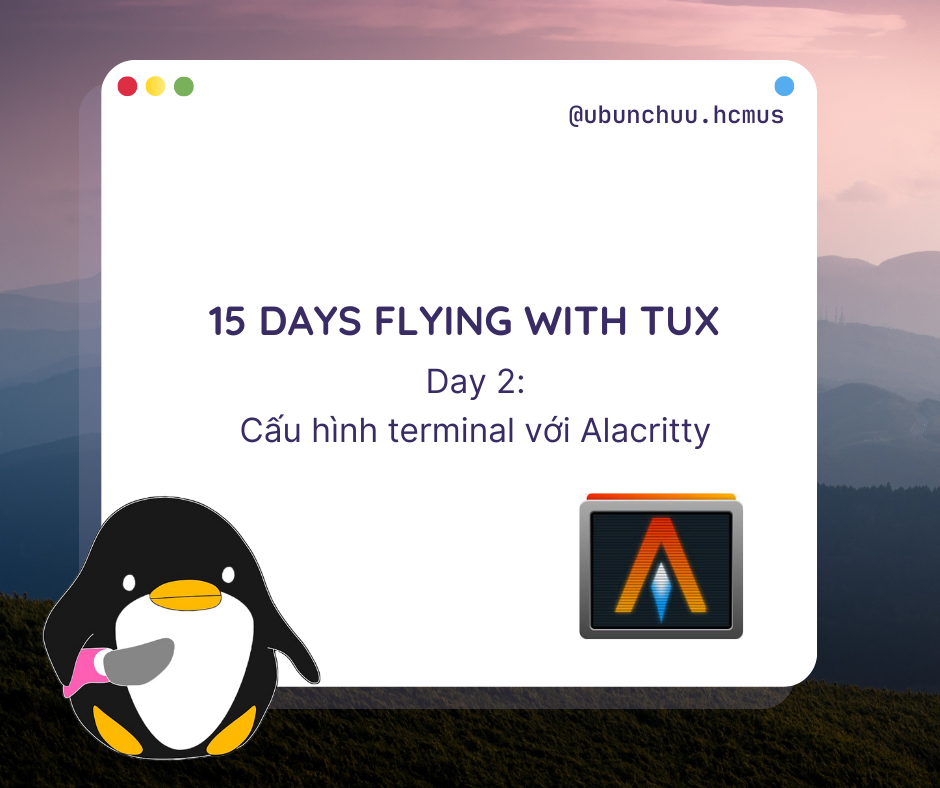 @ubunchuu.hcmus
15 DAYS FLYING WITH TUX
Day 2:
Cấu hình terminal với Alacritty